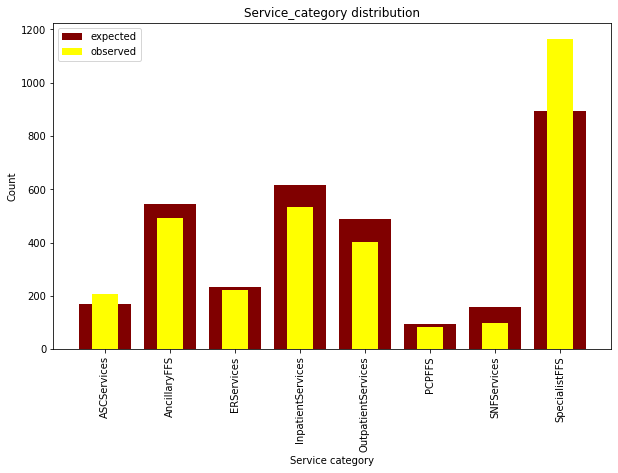 Service_category distribution
expected
observed
Count
1200
1000
800
600
400
200
0
ASCServices
AncillaryFFS
ERServices
InpatientServices
OutpatientServices
PCPFFS
SNFServices
SpecialistFFS
Service category